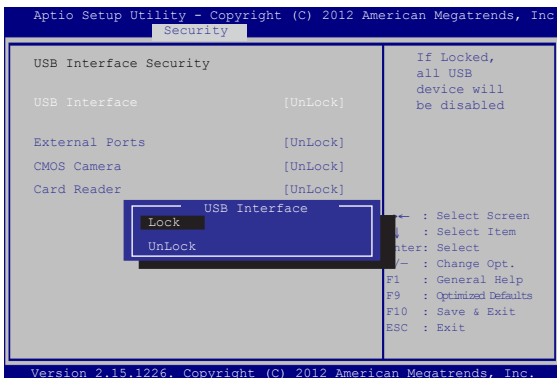 Aptio Setup Utility - Copyright (C) 2012 American Megatrends, Inc
Security
USB Interface Security
USB Interface [UnLock]
External Ports [UnLock]
CMOS Camera [UnLock]
Card Reader [UnLock]
USB Interface
Lock
UnLock
If Locked,
all USB
device will
be disabled
← : Select Screen
: Select Item
nter: Select
/— : Change Opt.
F1 : General Help
F9 : Optimized Defaults
F10 : Save & Exit
ESC : Exit
Version 2.15.1226. Copyright (C) 2012 American Megatrends, Inc.